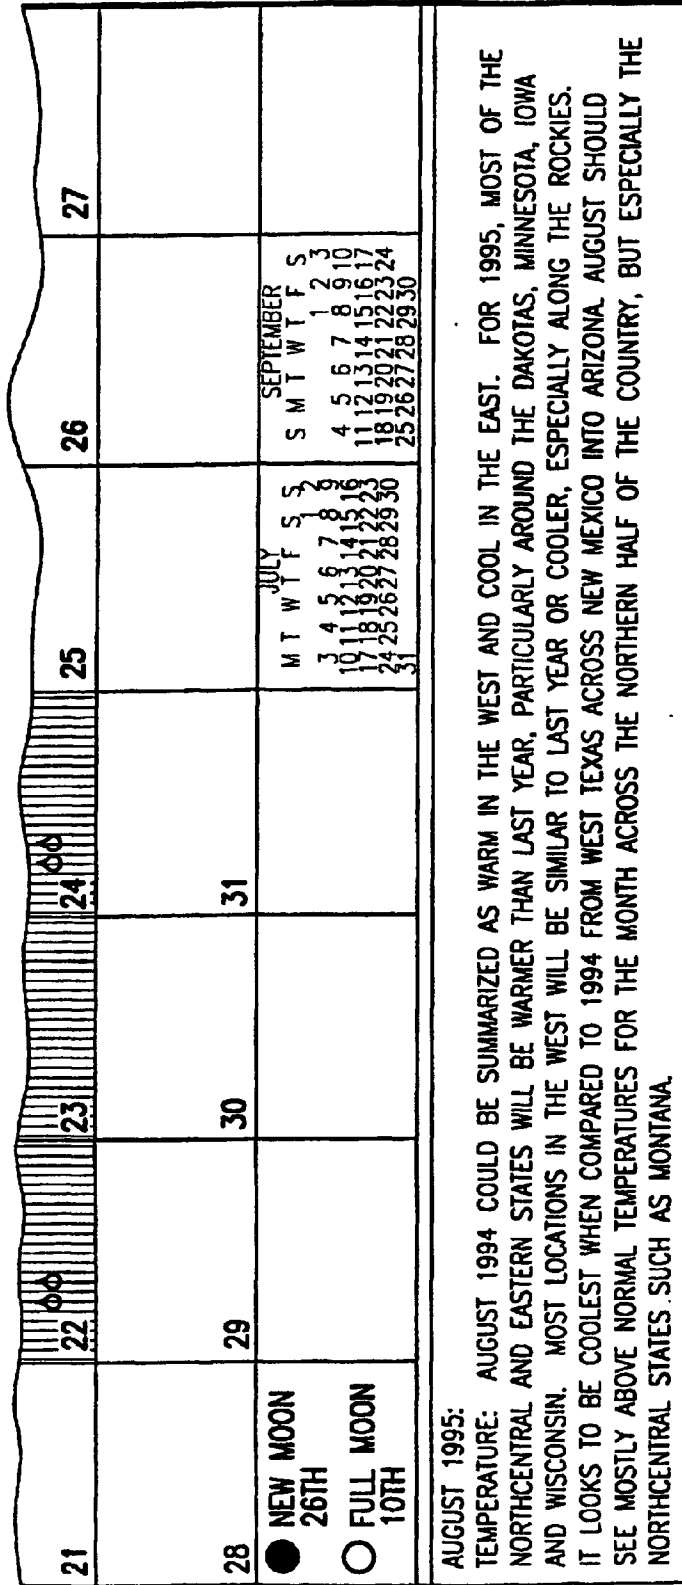 21 22 23 24 25 26 27
28 29 30 31
NEW MOON
26TH
FULL MOON
10TH
JULY
M T W T F S S
1 2
3 4 5 6 7 8 9
10 11 12 13 14 15 16
17 18 19 20 21 22 23
24 25 26 27 28 29 30
31
SEPTEMBER
S M T W T F S
1 2 3
4 5 6 7 8 9 10
11 12 13 14 15 16 17
18 19 20 21 22 23 24
25 26 27 28 29 30
AUGUST 1995:
TEMPERATURE: AUGUST 1994 COULD BE SUMMARIZED AS WARM IN THE WEST AND COOL IN THE EAST. FOR 1995, MOST OF THE
NORTHCENTRAL AND EASTERN STATES WILL BE WARMER THAN LAST YEAR, PARTICULARLY AROUND THE DAKOTAS, MINNESOTA, IOWA
AND WISCONSIN. MOST LOCATIONS IN THE WEST WILL BE SIMILAR TO LAST YEAR OR COOLER, ESPECIALLY ALONG THE ROCKIES.
IT LOOKS TO BE COOLEST WHEN COMPARED TO 1994 FROM WEST TEXAS ACROSS NEW MEXICO INTO ARIZONA. AUGUST SHOULD
SEE MOSTLY ABOVE NORMAL TEMPERATURES FOR THE MONTH ACROSS THE NORTHERN HALF OF THE COUNTRY, BUT ESPECIALLY THE
NORTHCENTRAL STATES SUCH AS MONTANA.